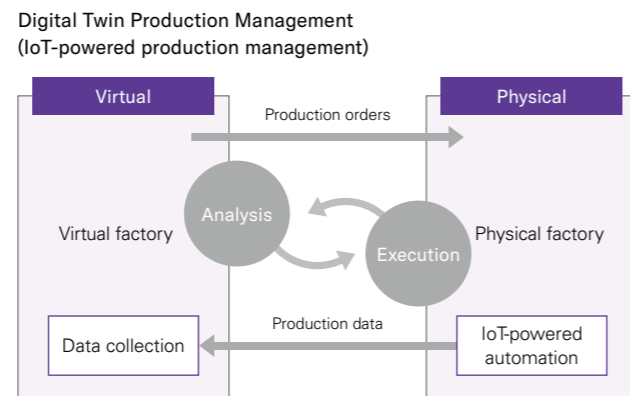 Digital Twin Production Management
(IoT-powered production management)
Virtual
Physical
Production orders
Analysis
Virtual factory
Physical factory
Execution
Production data
Data collection
IoT-powered
automation